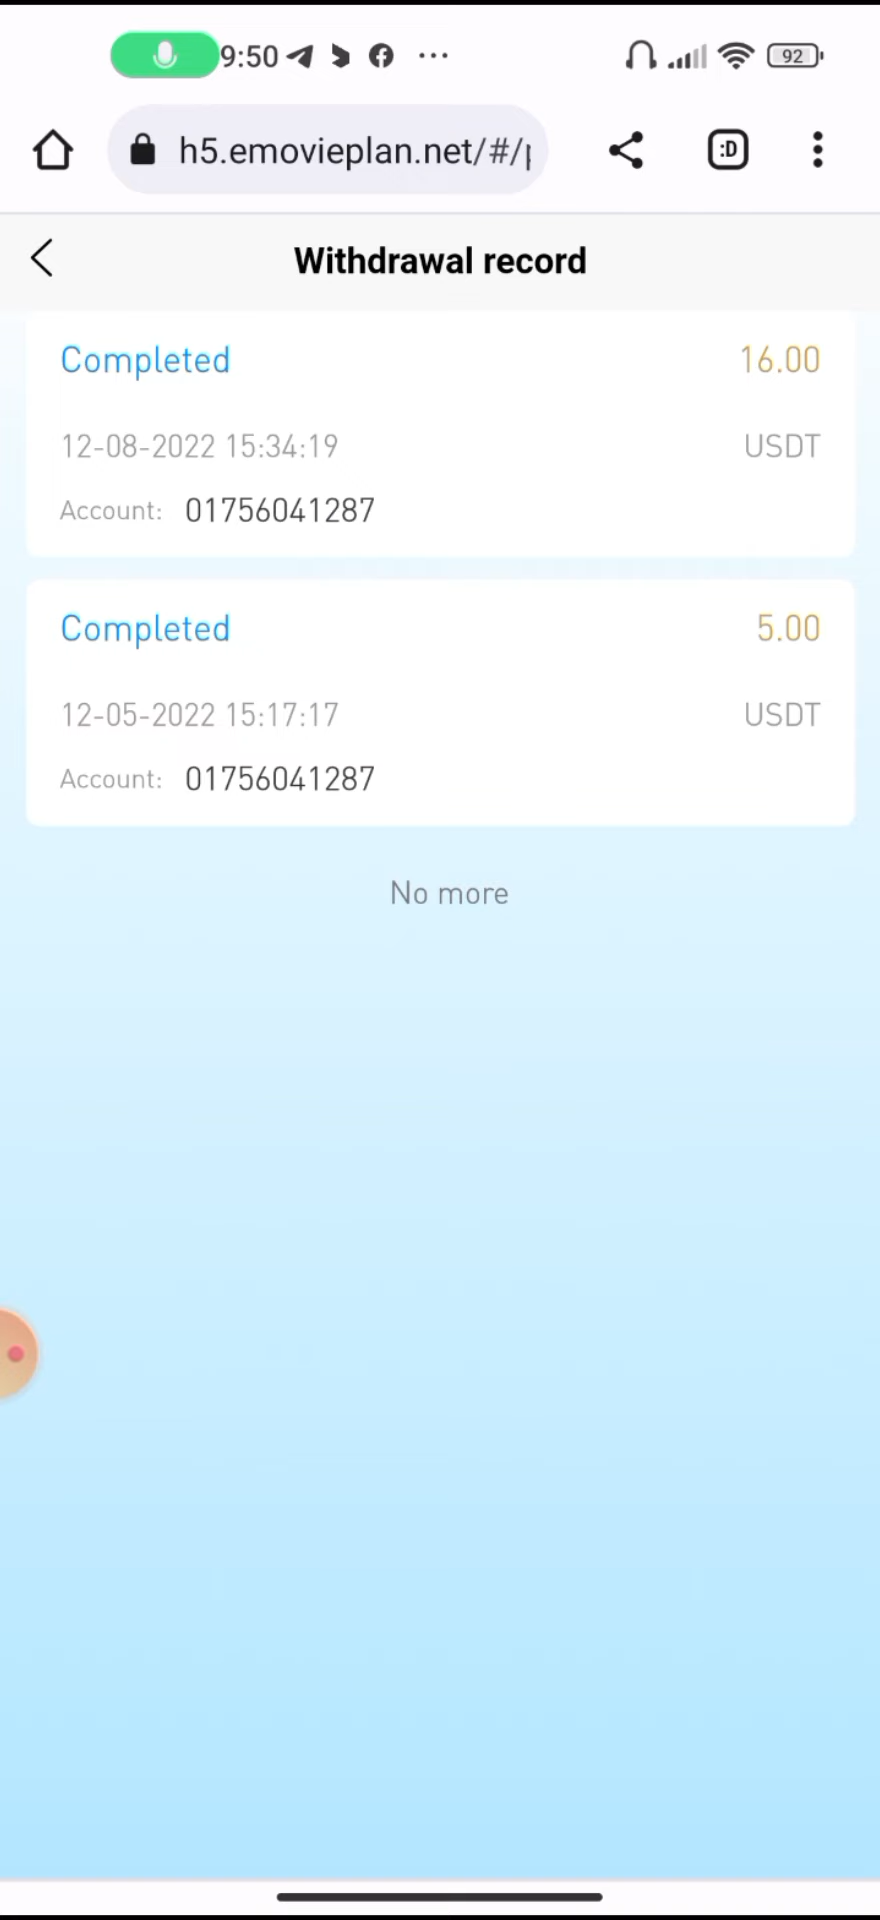 9:50 ... 92
h5.emovieplan.net/#/
:D
Withdrawal record
Completed 16.00
12-08-2022 15:34:19 USDT
Account: 01756041287
Completed 5.00
12-05-2022 15:17:17 USDT
Account: 01756041287
No more